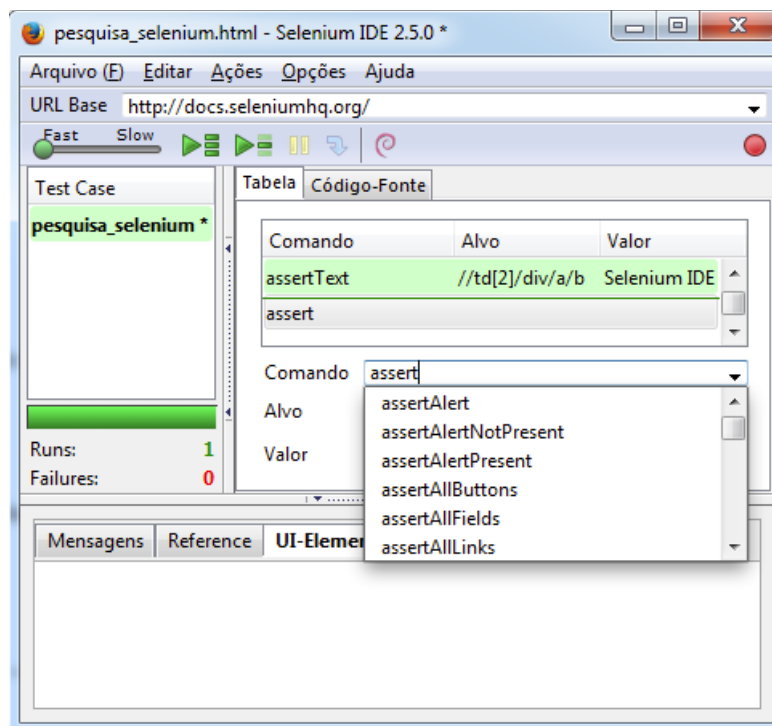 pesquisa_selenium.html - Selenium IDE 2.5.0 *
Arquivo (F) Editar Ações Opções Ajuda
URL Base http://docs.seleniumhq.org/
Fast Slow
Test Case
pesquisa_selenium *
Runs: 1
Failures: 0
Tabela Código-Fonte
Comando Alvo Valor
assertText //td[2]/div/a/b Selenium IDE
assert
Comando assert
Alvo
Valor
assertAlert
assertAlertNotPresent
assertAlertPresent
assertAllButtons
assertAllFields
assertAllLinks
Mensagens Reference UI-Elemen